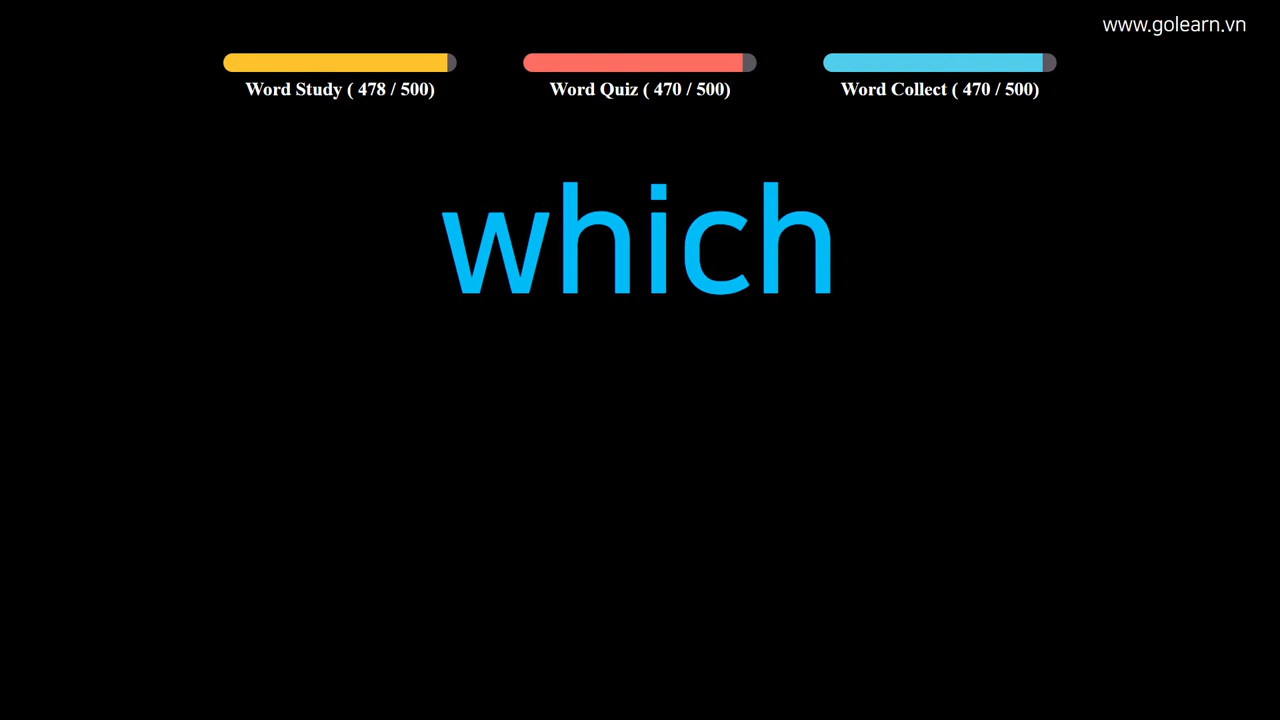 www.golearn.vn
Word Study ( 478 / 500)
Word Quiz ( 470 / 500)
Word Collect ( 470 / 500)
which